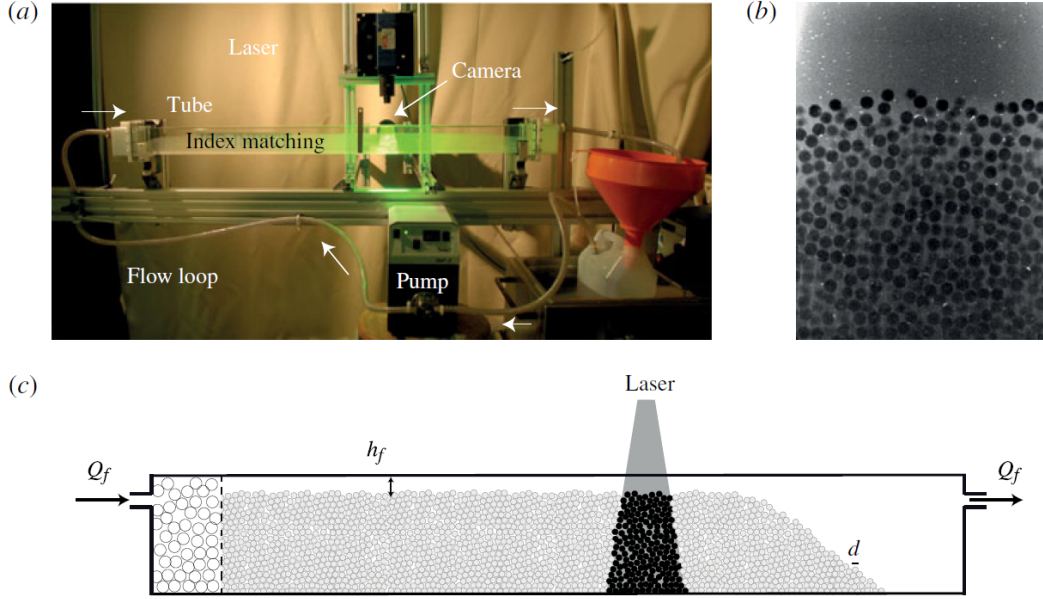 (a)
Laser
Camera
Tube
Index matching
Flow loop
Pump
(b)
(c)
Laser
h_f
Q_f
Q_f
d